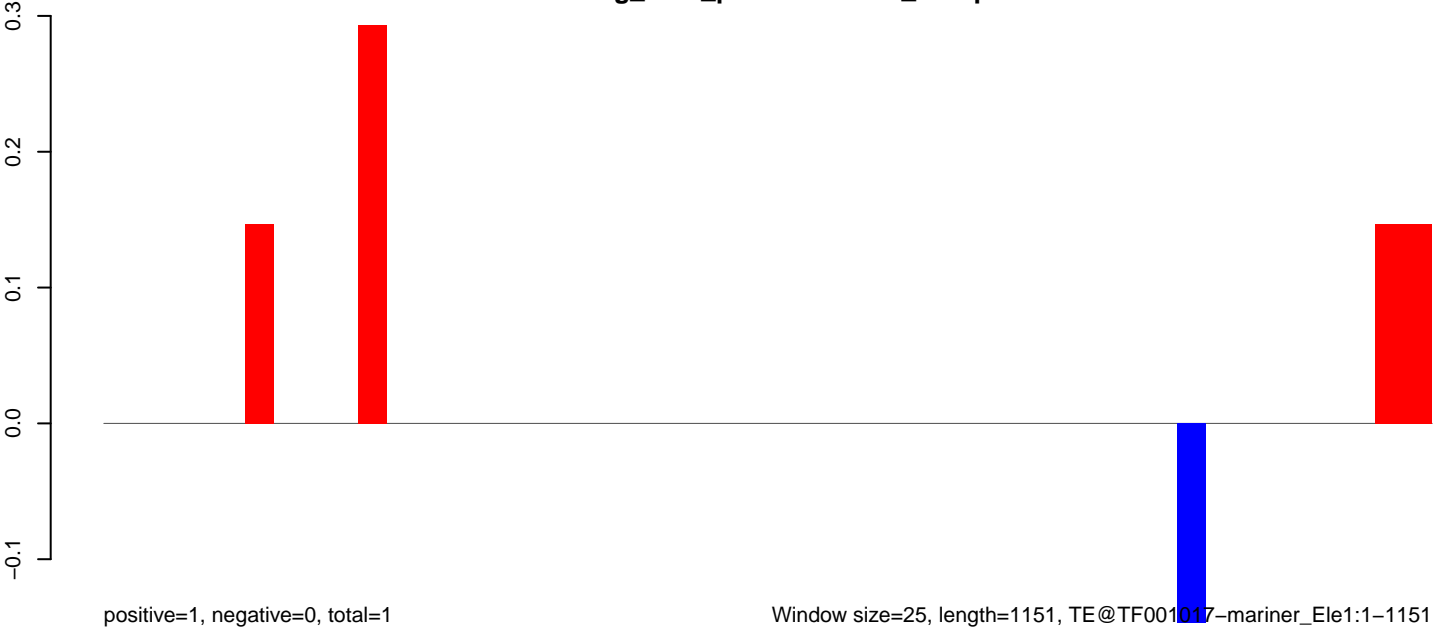 0.3
0.2
0.1
0.0
−0.1
positive=1, negative=0, total=1
Window size=25, length=1151, TE@TF001017−mariner_Ele1:1−1151